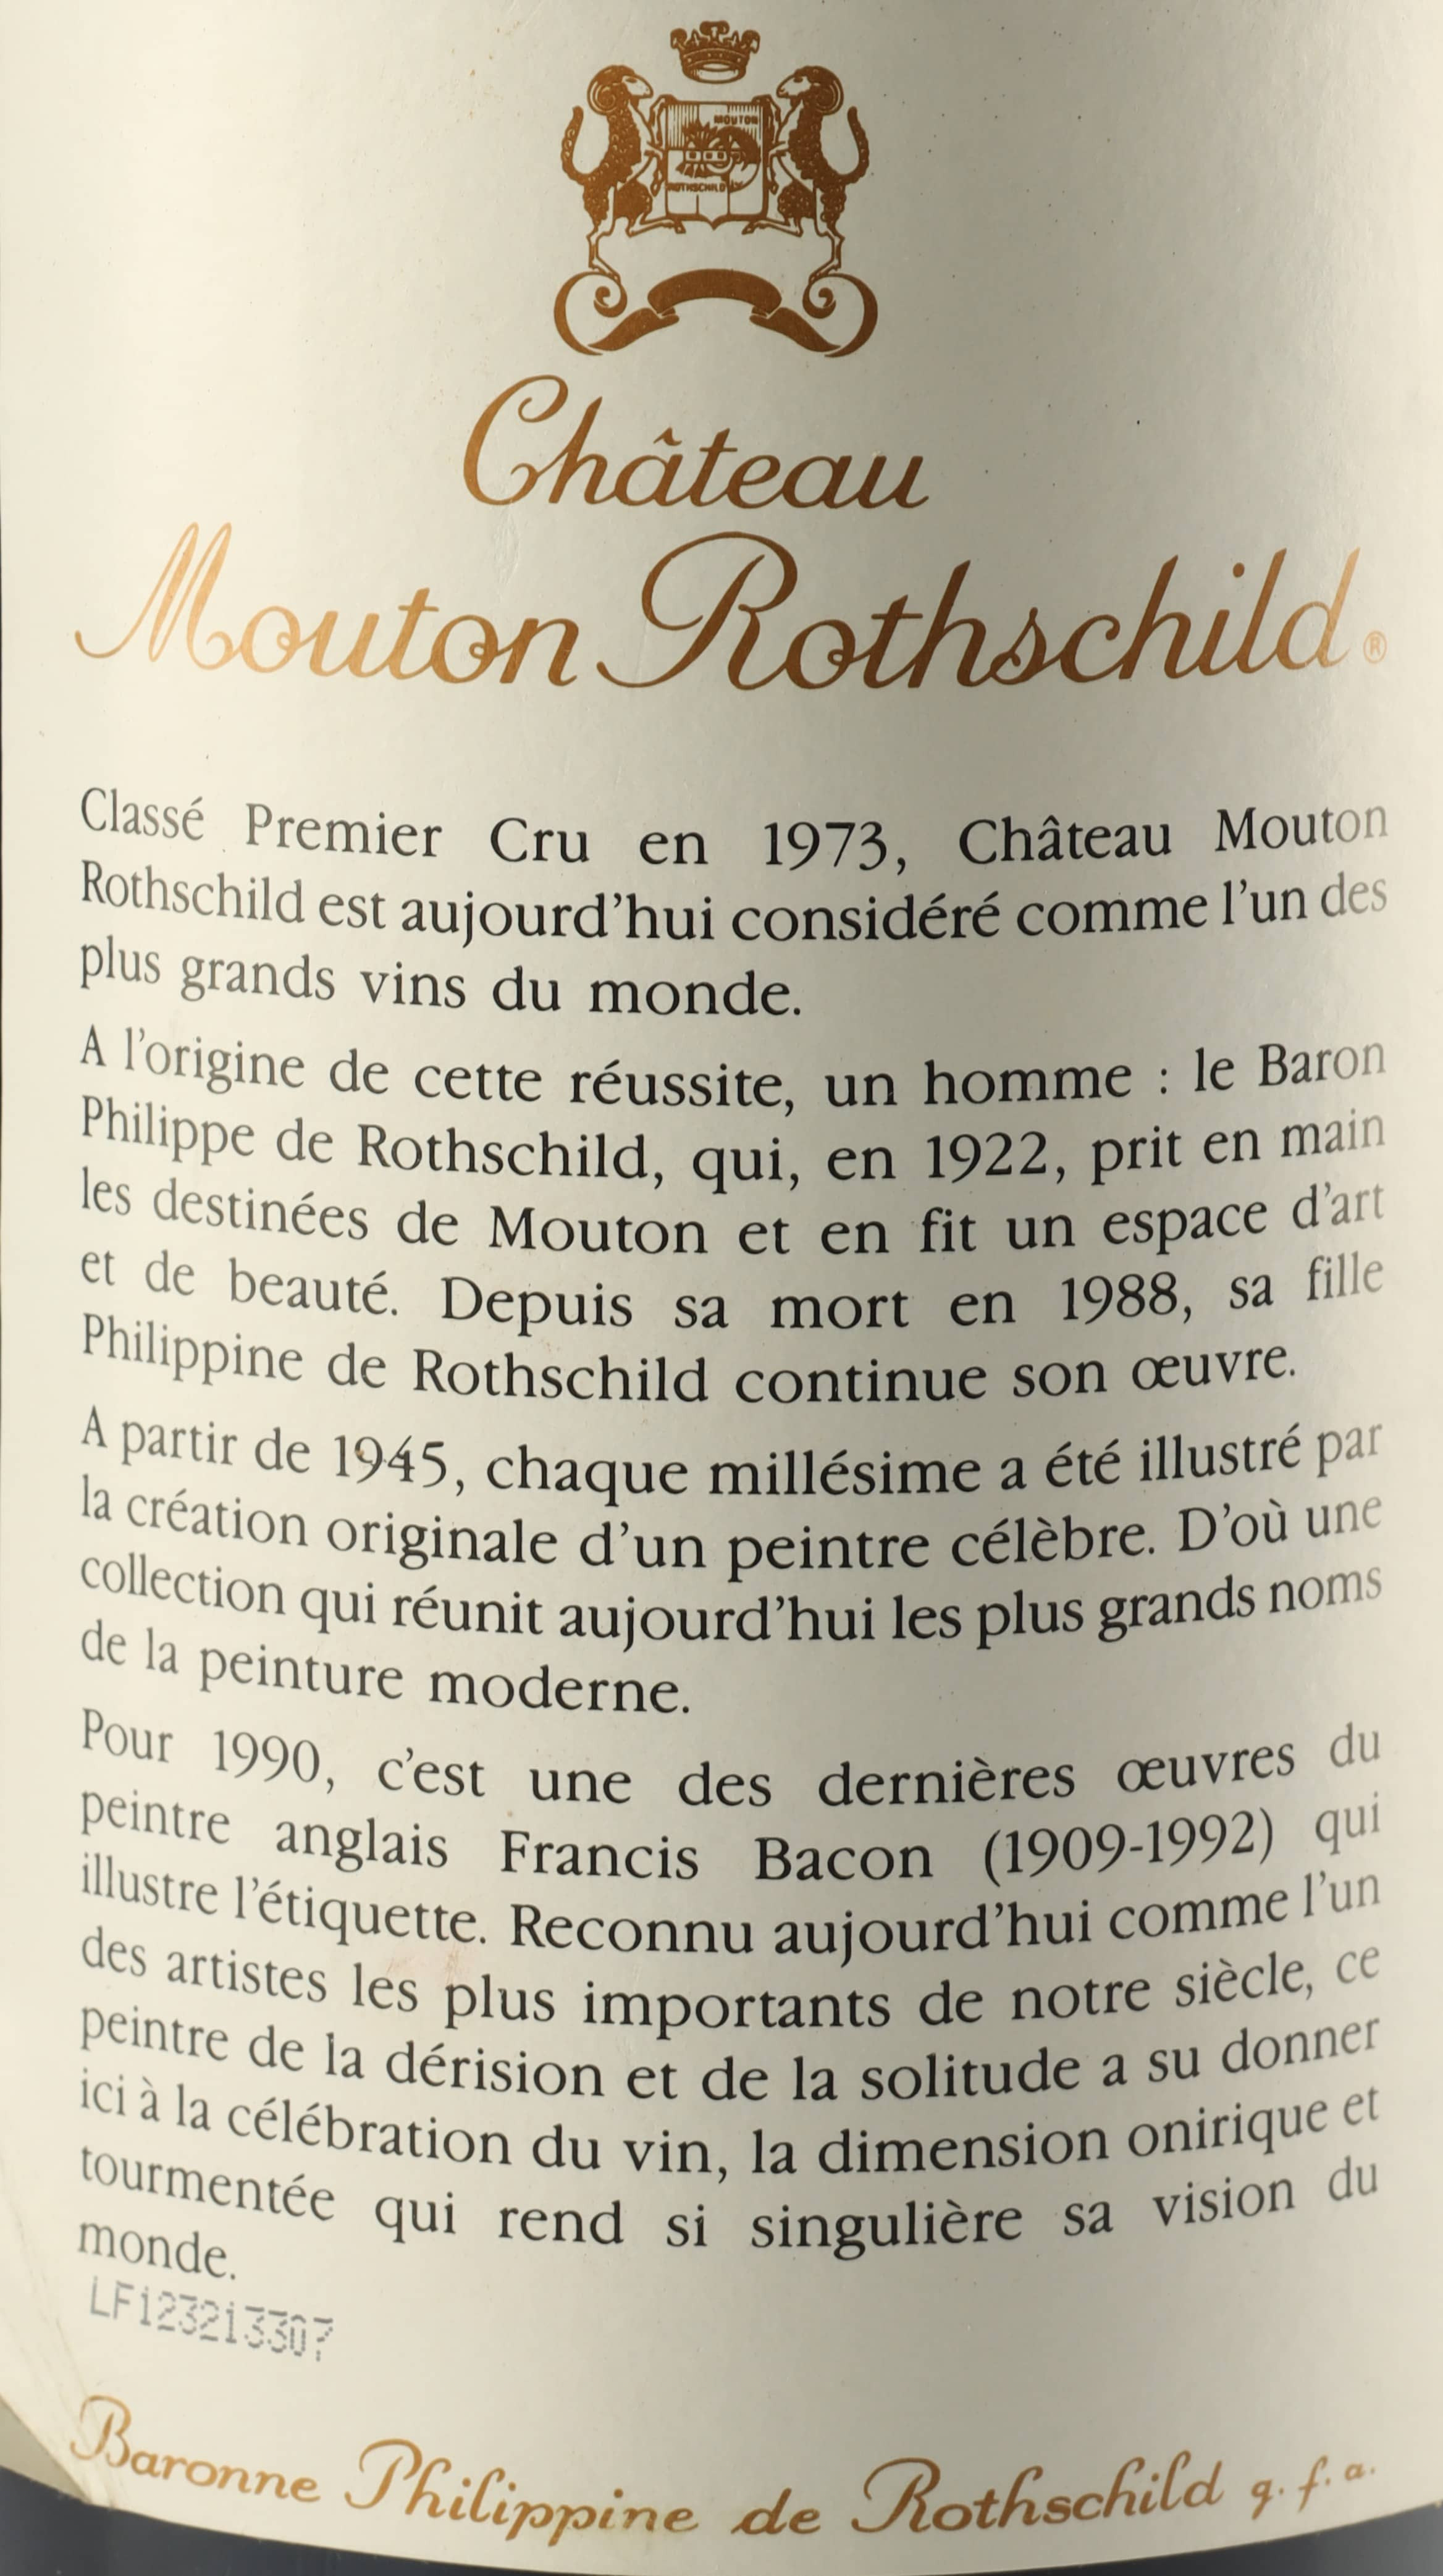 MOUTON
ROTHSCHILD
Château
Mouton Rothschild®
Classé Premier Cru en 1973, Château Mouton
Rothschild est aujourd'hui considéré comme l'un des
plus grands vins du monde.
A l'origine de cette réussite, un homme : le Baron
Philippe de Rothschild, qui, en 1922, prit en main
les destinées de Mouton et en fit un espace d'art
et de beauté. Depuis sa mort en 1988, sa fille
Philippine de Rothschild continue son œuvre.
A partir de 1945, chaque millésime a été illustré par
la création originale d'un peintre célèbre. D'où une
collection qui réunit aujourd'hui les plus grands noms
de la peinture moderne.
Pour 1990, c'est une des dernières œuvres du
peintre anglais Francis Bacon (1909-1992) qui
illustre l'étiquette. Reconnu aujourd'hui comme l'un
des artistes les plus importants de notre siècle, ce
peintre de la dérision et de la solitude a su donner
ici à la célébration du vin, la dimension onirique et
tourmentée qui rend si singulière sa vision du
monde.
LF123213307
Baronne Philippine de Rothschild g.f.a.